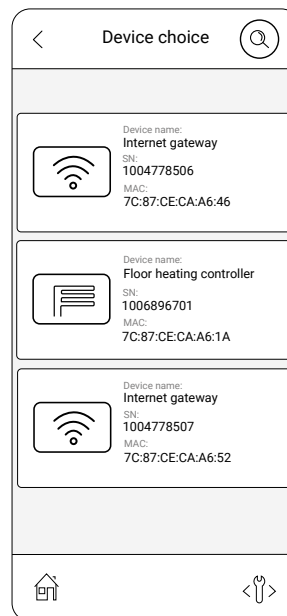 Device choice
Device name:
Internet gateway
SN:
1004778506
MAC:
7C:87:CE:CA:A6:46
Device name:
Floor heating controller
SN:
1006896701
MAC:
7C:87:CE:CA:A6:1A
Device name:
Internet gateway
SN:
1004778507
MAC:
7C:87:CE:CA:A6:52